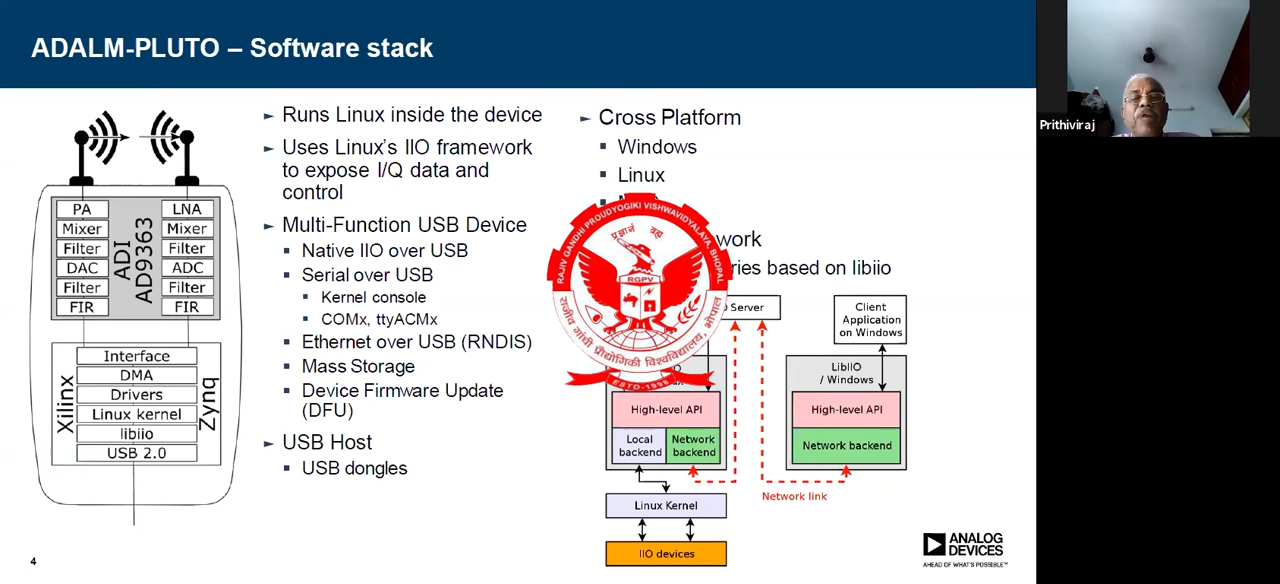 ADALM-PLUTO – Software stack
Prithiviraj
PA
Mixer
Filter
DAC
Filter
FIR
ADI
AD9363
LNA
Mixer
Filter
ADC
Filter
FIR
Xilinx
Interface
DMA
Drivers
Linux kernel
libiio
USB 2.0
Zynq
► Runs Linux inside the device
► Uses Linux’s IIO framework
to expose I/Q data and
control
► Multi-Function USB Device
▪ Native IIO over USB
▪ Serial over USB
▪ Kernel console
▪ COMx, ttyACMx
▪ Ethernet over USB (RNDIS)
▪ Mass Storage
▪ Device Firmware Update
(DFU)
► USB Host
▪ USB dongles
► Cross Platform
▪ Windows
▪ Linux
RAJIV GANDHI PROUDYOGIKI VISHWAVIDYALAYA, BHOPAL
RGPV
राजीव गांधी प्रौद्योगिकी विश्वविद्यालय, भोपाल
ESTD-1998
based on libiio
Server
High-level API
Local
backend
Network
backend
Linux Kernel
IIO devices
Client
Application
on Windows
LibIIO
/ Windows
High-level API
Network backend
Network link
4
ANALOG
DEVICES
AHEAD OF WHAT'S POSSIBLE™